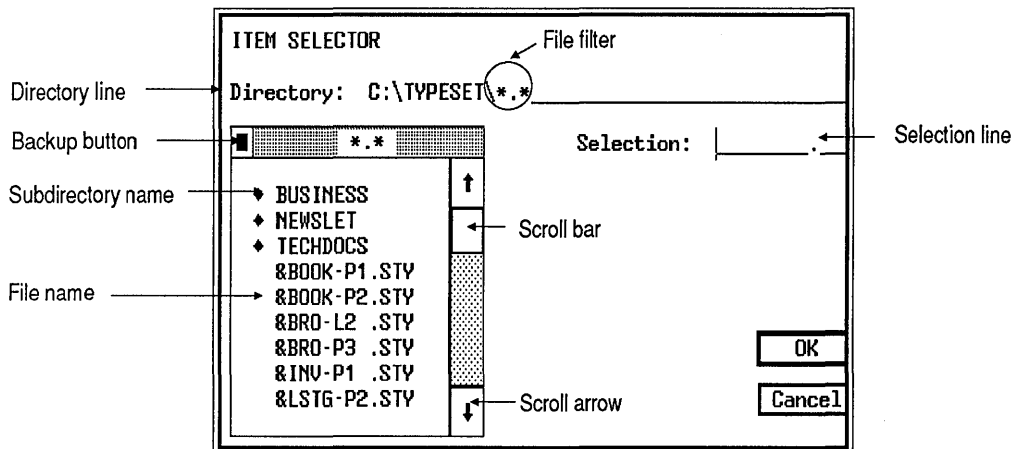 ITEM SELECTOR
File filter
Directory line
Directory: C:\TYPESET\*.*
Backup button
*.*
Selection: .
Selection line
Subdirectory name
BUSINESS
NEWSLET
TECHDOCS
Scroll bar
&BOOK-P1.STY
File name
&BOOK-P2.STY
&BRO-L2 .STY
&BRO-P3 .STY
OK
&INV-P1 .STY
&LSTG-P2.STY
Scroll arrow
Cancel